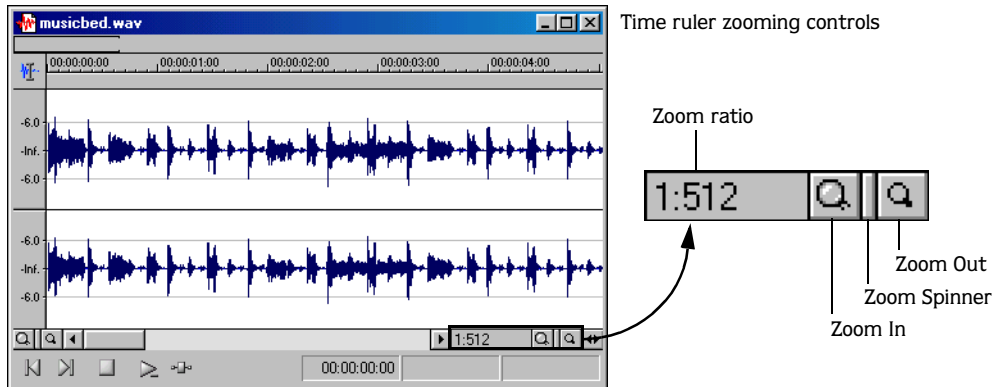 musicbed.wav
Time ruler zooming controls
00:00:00:00 00:00:01:00 00:00:02:00 00:00:03:00 00:00:04:00
-6.0
-Inf.
-6.0
-6.0
-Inf.
-6.0
1:512
00:00:00:00
Zoom ratio
1:512
Zoom Out
Zoom Spinner
Zoom In